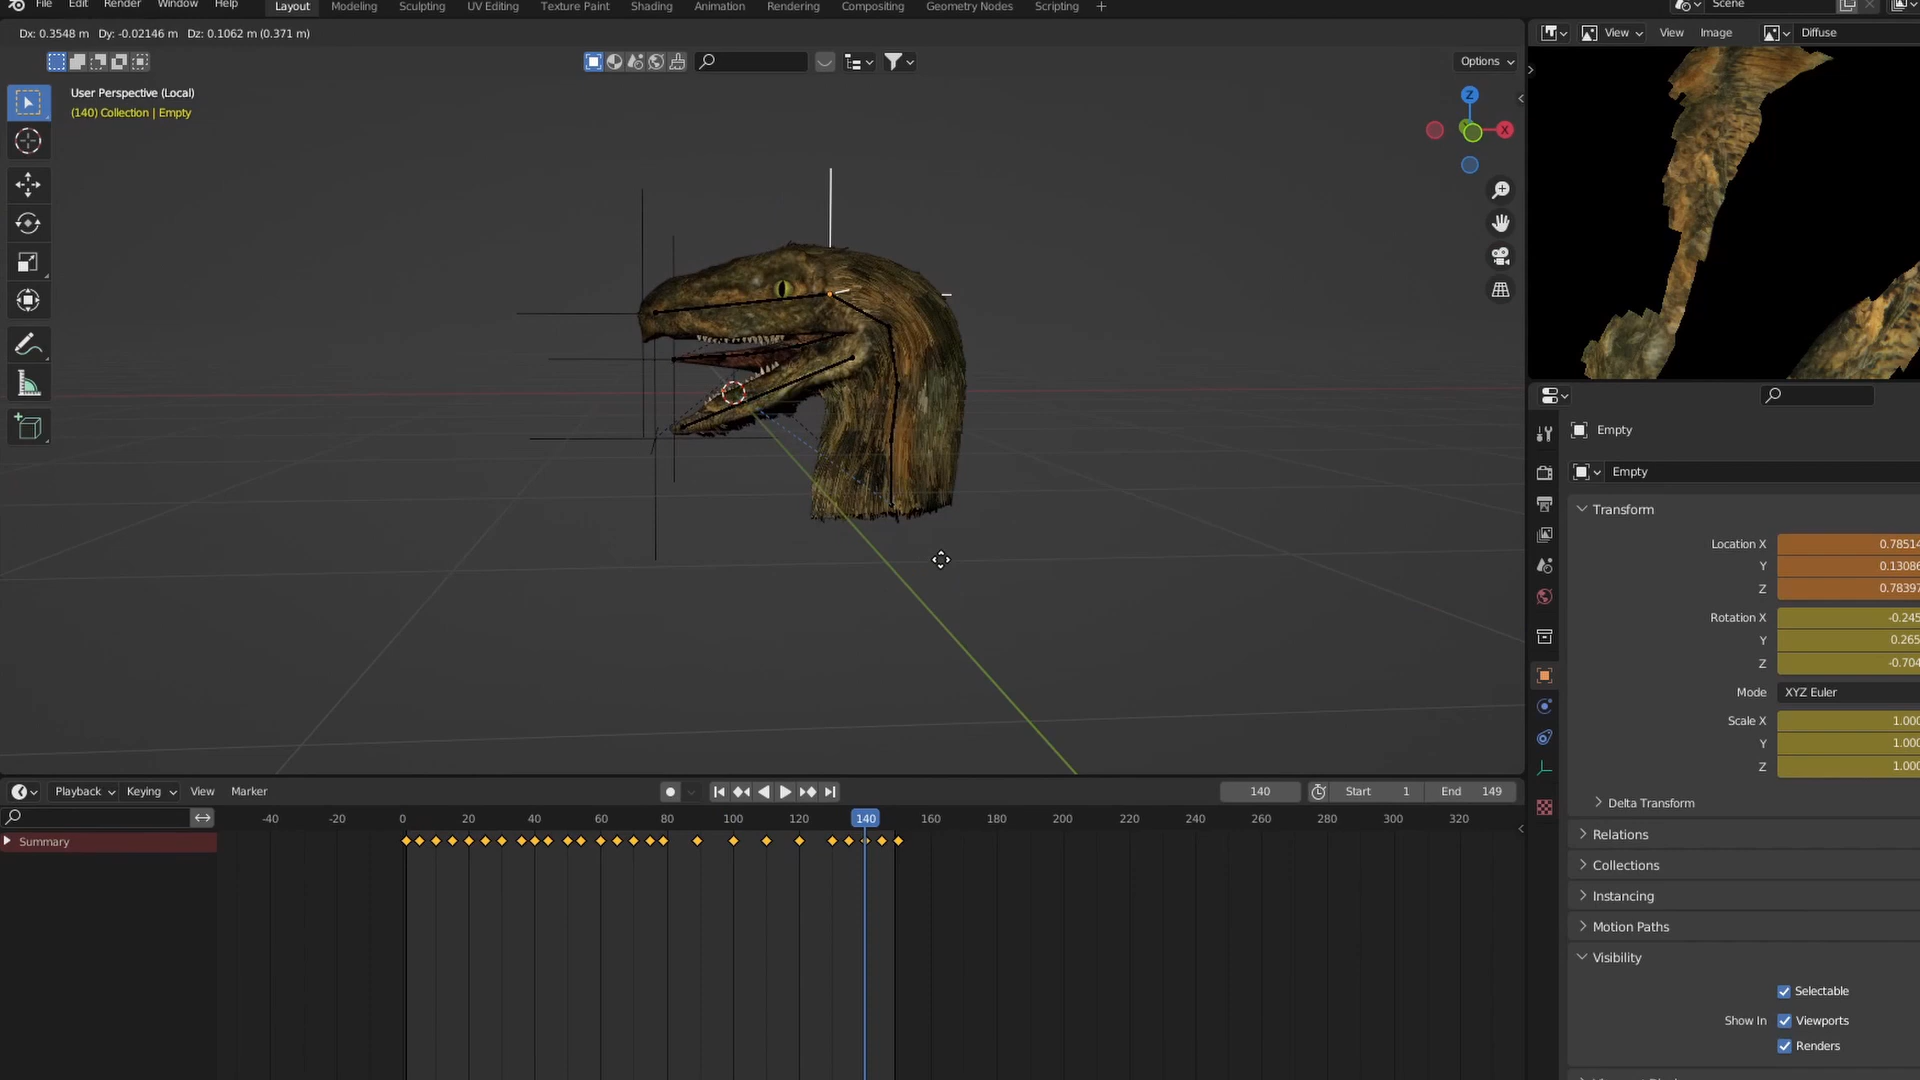 File Edit Render Window Help Layout Modeling Sculpting UV Editing Texture Paint Shading Animation Rendering Compositing Geometry Nodes Scripting + Scene
Dx: 0.3548 m Dy: -0.02146 m Dz: 0.1062 m (0.371 m)
View View Image Diffuse
Options
User Perspective (Local)
(140) Collection | Empty
Z
X
Empty
Empty
Transform
Location X 0.78514
Y 0.13086
Z 0.78397
Rotation X -0.245
Y 0.265
Z -0.704
Mode XYZ Euler
Scale X 1.000
Y 1.000
Z 1.000
Delta Transform
Relations
Collections
Instancing
Motion Paths
Visibility
Selectable
Show In Viewports
Renders
Playback Keying View Marker 140 Start 1 End 149
-40 -20 0 20 40 60 80 100 120 140 160 180 200 220 240 260 280 300 320
Summary